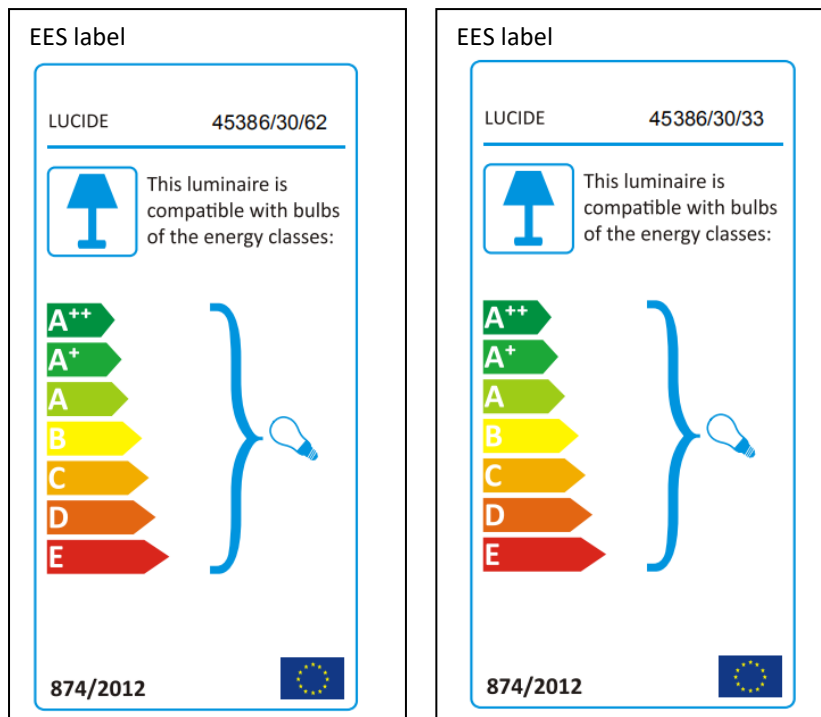 EES label
LUCIDE 45386/30/62
This luminaire is
compatible with bulbs
of the energy classes:
A++
A+
A
B
C
D
E
874/2012
EES label
LUCIDE 45386/30/33
This luminaire is
compatible with bulbs
of the energy classes:
A++
A+
A
B
C
D
E
874/2012